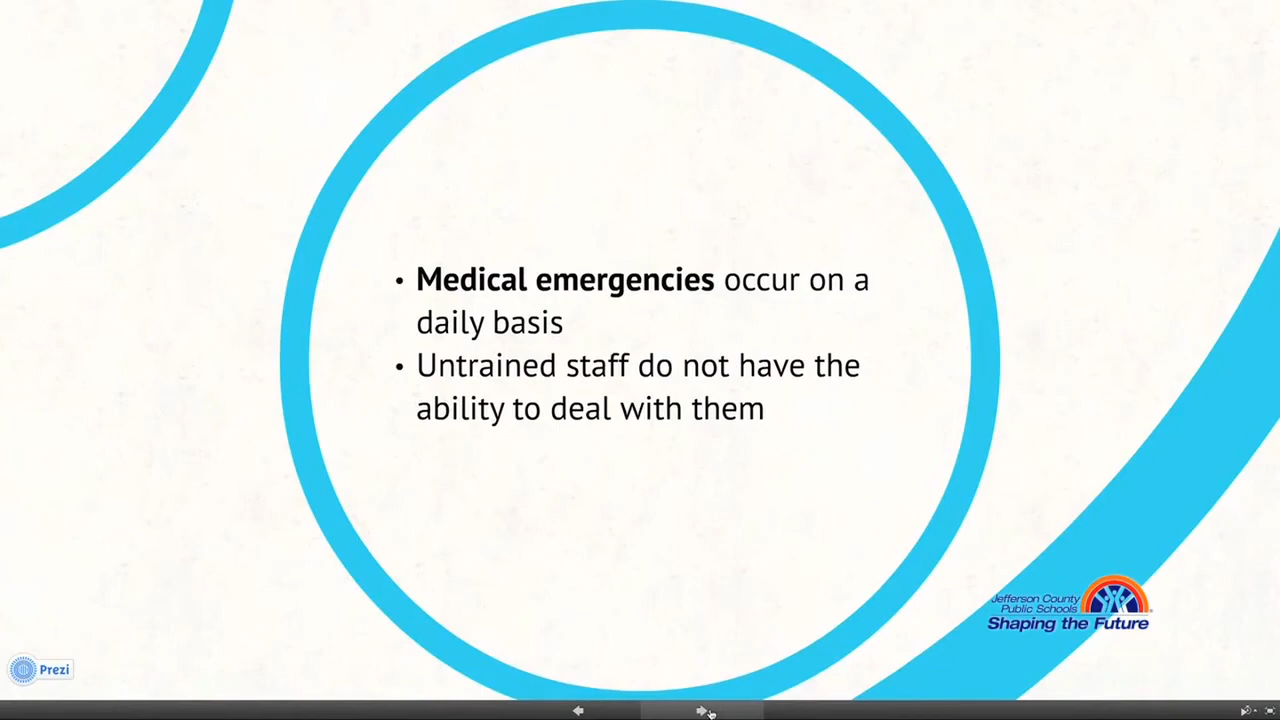 • Medical emergencies occur on a
daily basis
• Untrained staff do not have the
ability to deal with them
Jefferson County
Public Schools
Shaping the Future
Prezi